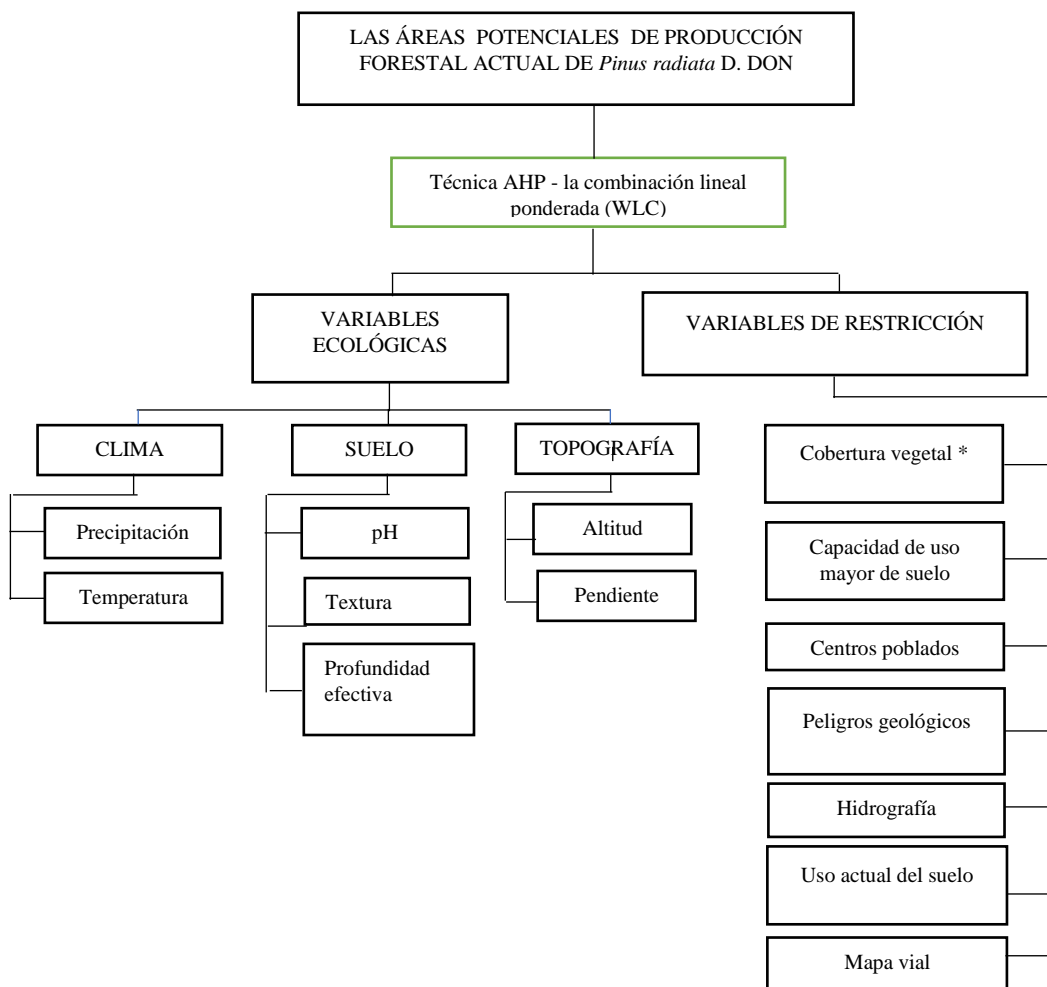 LAS ÁREAS POTENCIALES DE PRODUCCIÓN
FORESTAL ACTUAL DE Pinus radiata D. DON
Técnica AHP - la combinación lineal
ponderada (WLC)
VARIABLES
ECOLÓGICAS
VARIABLES DE RESTRICCIÓN
CLIMA
Precipitación
Temperatura
SUELO
pH
Textura
Profundidad
efectiva
TOPOGRAFÍA
Altitud
Pendiente
Cobertura vegetal *
Capacidad de uso
mayor de suelo
Centros poblados
Peligros geológicos
Hidrografía
Uso actual del suelo
Mapa vial